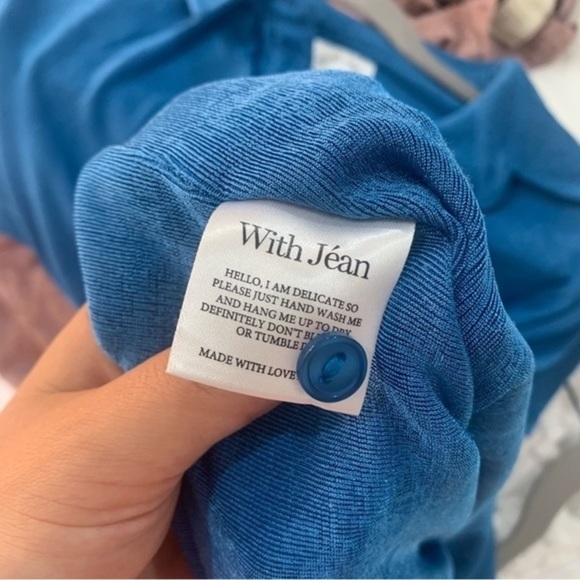 With Jéan
HELLO, I AM DELICATE SO
PLEASE JUST HAND WASH ME
AND HANG ME UP TO DRY
DEFINITELY DON'T
OR TUMBLE
MADE WITH LOVE